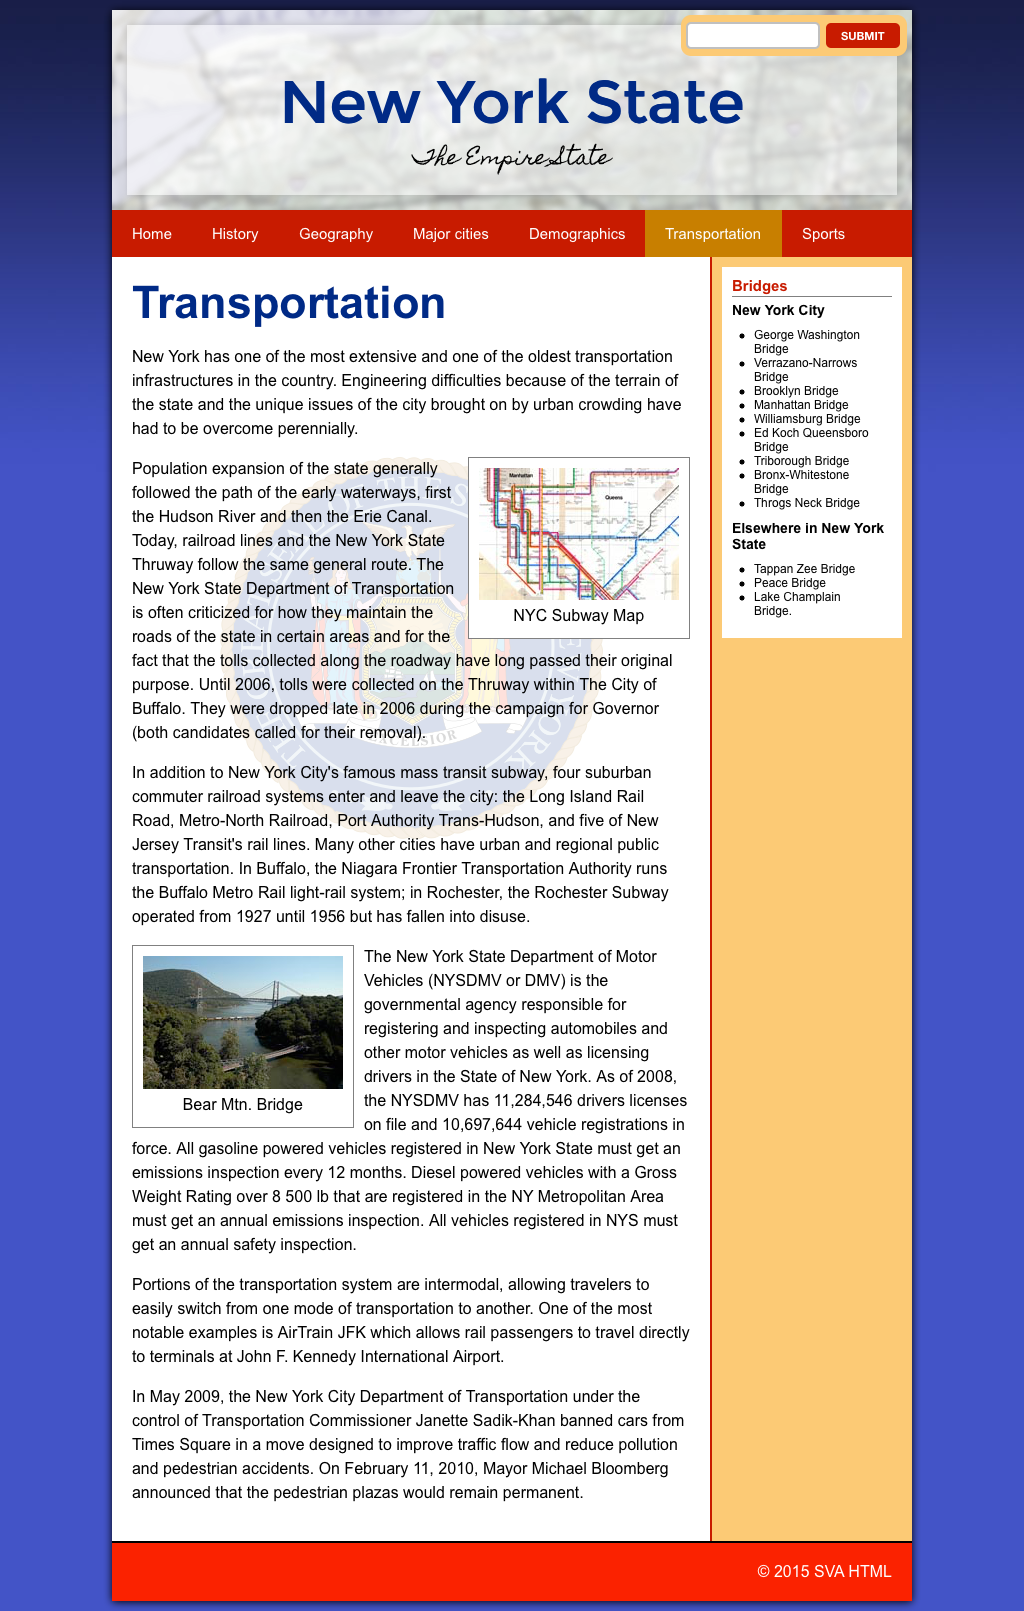 SUBMIT
New York State
The Empire State
Home History Geography Major cities Demographics Transportation Sports
Transportation
New York has one of the most extensive and one of the oldest transportation
infrastructures in the country. Engineering difficulties because of the terrain of
the state and the unique issues of the city brought on by urban crowding have
had to be overcome perennially.
Population expansion of the state generally
followed the path of the early waterways, first
the Hudson River and then the Erie Canal.
Today, railroad lines and the New York State
Thruway follow the same general route. The
New York State Department of Transportation
is often criticized for how they maintain the
roads of the state in certain areas and for the
fact that the tolls collected along the roadway have long passed their original
purpose. Until 2006, tolls were collected on the Thruway within The City of
Buffalo. They were dropped late in 2006 during the campaign for Governor
(both candidates called for their removal).
Manhattan
Queens
NYC Subway Map
EXCELSIOR
In addition to New York City's famous mass transit subway, four suburban
commuter railroad systems enter and leave the city: the Long Island Rail
Road, Metro-North Railroad, Port Authority Trans-Hudson, and five of New
Jersey Transit's rail lines. Many other cities have urban and regional public
transportation. In Buffalo, the Niagara Frontier Transportation Authority runs
the Buffalo Metro Rail light-rail system; in Rochester, the Rochester Subway
operated from 1927 until 1956 but has fallen into disuse.
Bear Mtn. Bridge
The New York State Department of Motor
Vehicles (NYSDMV or DMV) is the
governmental agency responsible for
registering and inspecting automobiles and
other motor vehicles as well as licensing
drivers in the State of New York. As of 2008,
the NYSDMV has 11,284,546 drivers licenses
on file and 10,697,644 vehicle registrations in
force. All gasoline powered vehicles registered in New York State must get an
emissions inspection every 12 months. Diesel powered vehicles with a Gross
Weight Rating over 8 500 lb that are registered in the NY Metropolitan Area
must get an annual emissions inspection. All vehicles registered in NYS must
get an annual safety inspection.
Portions of the transportation system are intermodal, allowing travelers to
easily switch from one mode of transportation to another. One of the most
notable examples is AirTrain JFK which allows rail passengers to travel directly
to terminals at John F. Kennedy International Airport.
In May 2009, the New York City Department of Transportation under the
control of Transportation Commissioner Janette Sadik-Khan banned cars from
Times Square in a move designed to improve traffic flow and reduce pollution
and pedestrian accidents. On February 11, 2010, Mayor Michael Bloomberg
announced that the pedestrian plazas would remain permanent.
Bridges
New York City
George Washington
Bridge
Verrazano-Narrows
Bridge
Brooklyn Bridge
Manhattan Bridge
Williamsburg Bridge
Ed Koch Queensboro
Bridge
Triborough Bridge
Bronx-Whitestone
Bridge
Throgs Neck Bridge
Elsewhere in New York
State
Tappan Zee Bridge
Peace Bridge
Lake Champlain
Bridge.
© 2015 SVA HTML